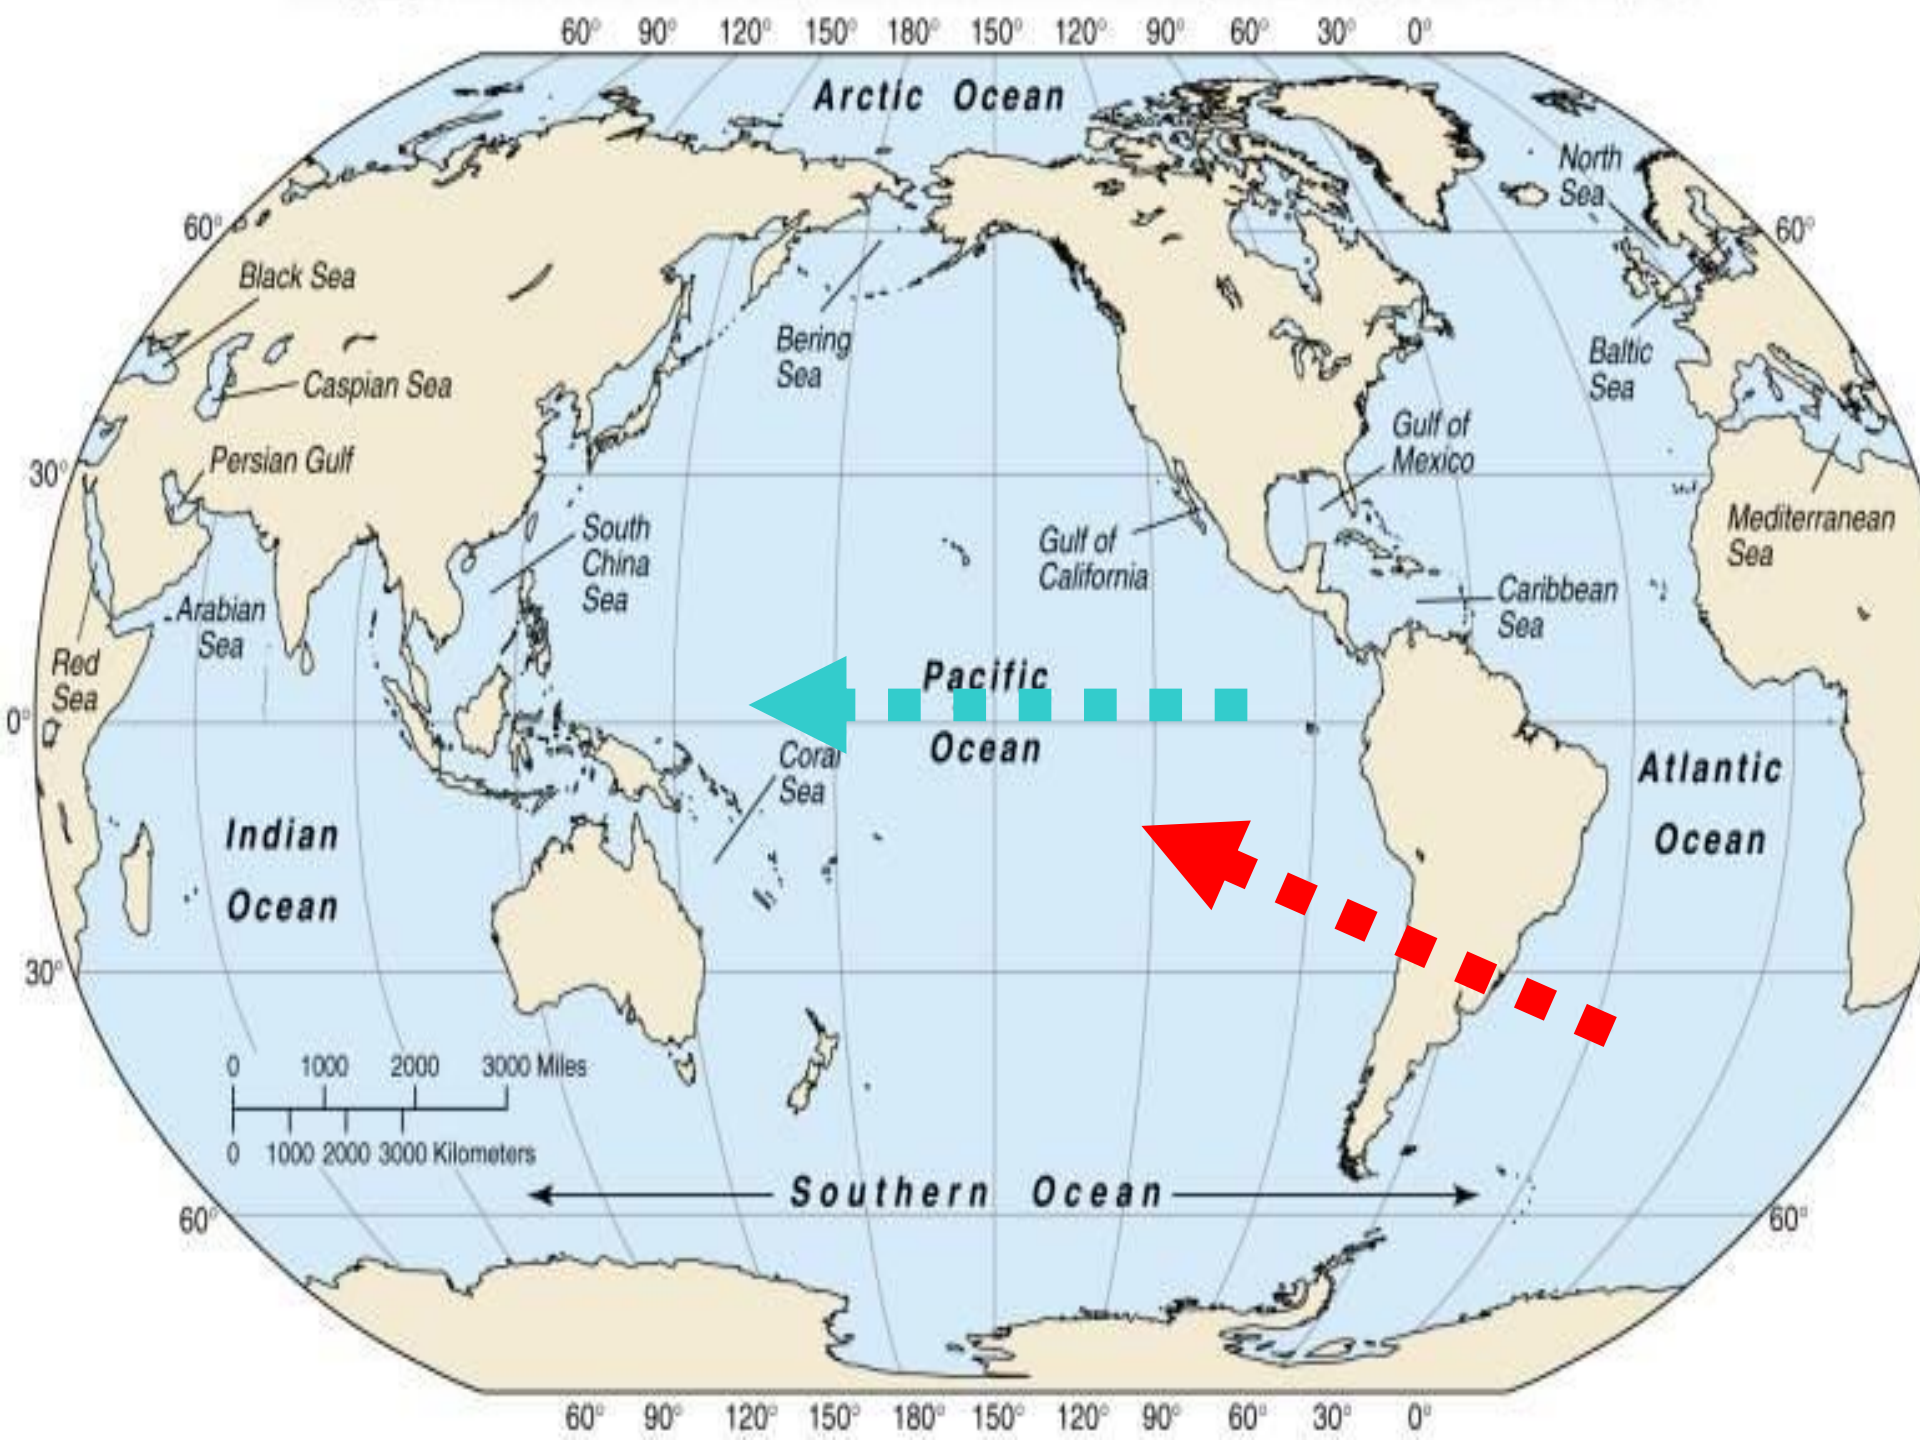 60° 90° 120° 150° 180° 150° 120° 90° 60° 30° 0°
Arctic Ocean
North
Sea
60°
60°
Black Sea
Bering
Sea
Baltic
Sea
Caspian Sea
Gulf of
Mexico
30°
Persian Gulf
South
China
Sea
Gulf of
California
Mediterranean
Sea
Arabian
Sea
Caribbean
Sea
Red
Sea
Pacific
Ocean
0°
Coral
Sea
Atlantic
Ocean
Indian
Ocean
30°
0 1000 2000 3000 Miles
0 1000 2000 3000 Kilometers
Southern Ocean
60°
60°
60° 90° 120° 150° 180° 150° 120° 90° 60° 30° 0°